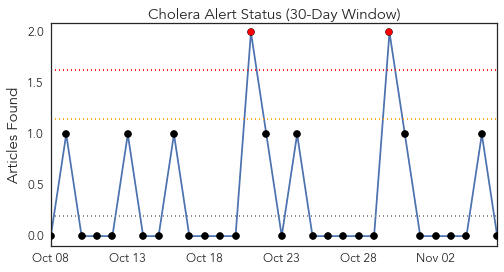 Cholera Alert Status (30-Day Window)
2.0
1.5
1.0
0.5
0.0
Articles Found
Oct 08 Oct 13 Oct 18 Oct 23 Oct 28 Nov 02